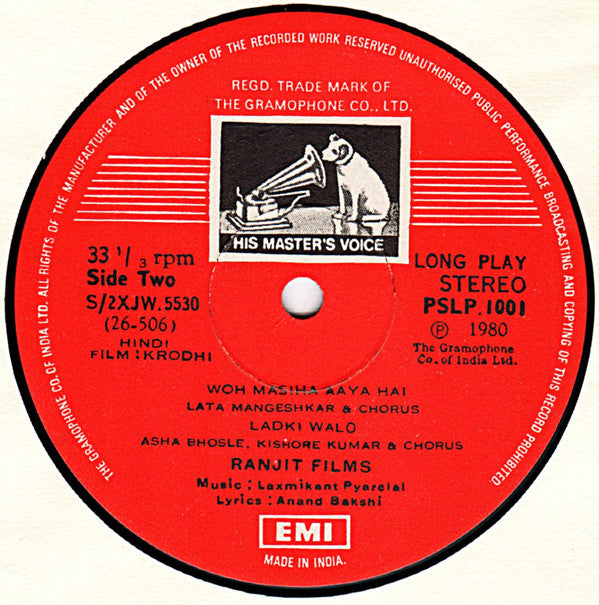 THE GRAMOPHONE CO. OF INDIA LTD. ALL RIGHTS OF THE MANUFACTURER AND OF THE OWNER OF THE RECORDED WORK RESERVED UNAUTHORISED PUBLIC PERFORMANCE BROADCASTING AND COPYING OF THIS RECORD PROHIBITED
REGD. TRADE MARK OF
THE GRAMOPHONE CO., LTD.
HIS MASTER'S VOICE
33 1/3 rpm
Side Two
S/2XJW.5530
(26-506)
HINDI
FILM:KRODHI
LONG PLAY
STEREO
PSLP.1001
Ⓟ 1980
The Gramophone
Co. of India Ltd.
WOH MASIHA AAYA HAI
LATA MANGESHKAR & CHORUS
LADKI WALO
ASHA BHOSLE, KISHORE KUMAR & CHORUS
RANJIT FILMS
Music : Laxmikant Pyarelal
Lyrics : Anand Bakshi
EMI
MADE IN INDIA.